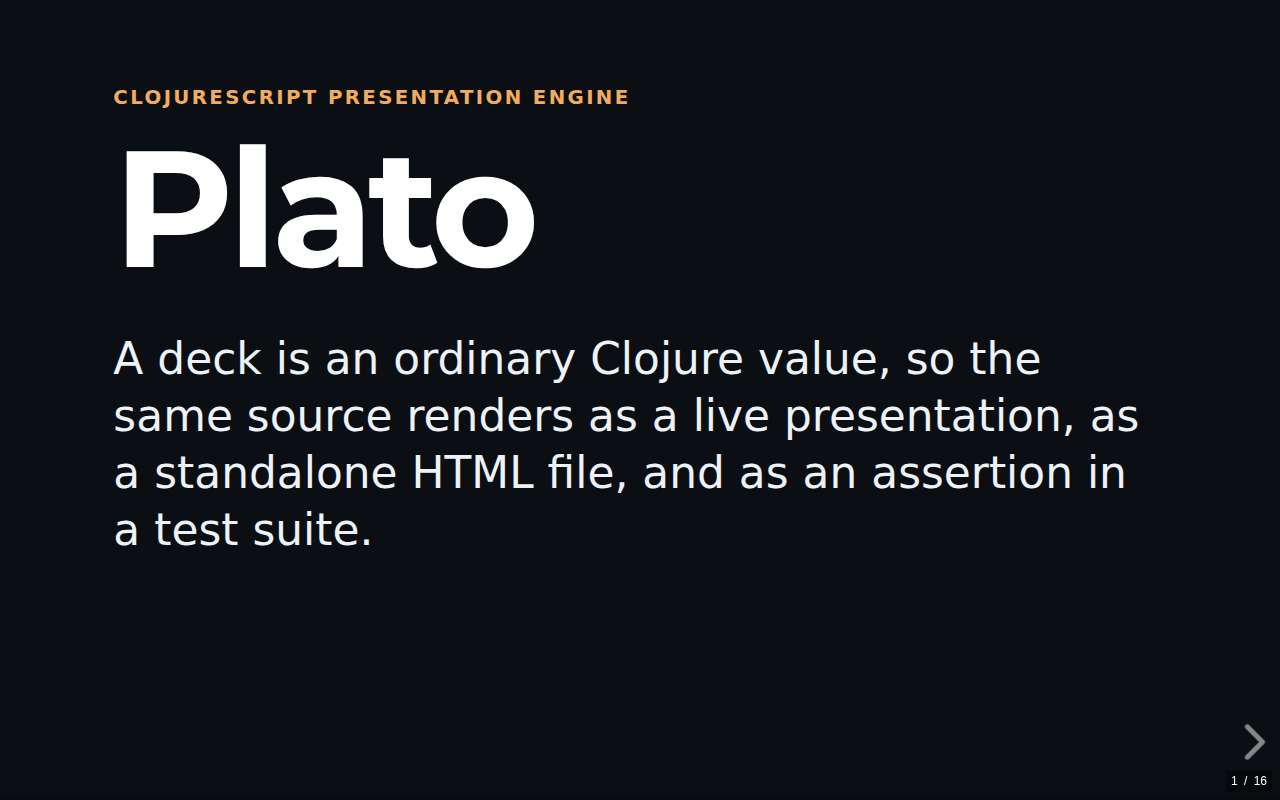 CLOJURESCRIPT PRESENTATION ENGINE
Plato
A deck is an ordinary Clojure value, so the
same source renders as a live presentation, as
a standalone HTML file, and as an assertion in
a test suite.
1 / 16